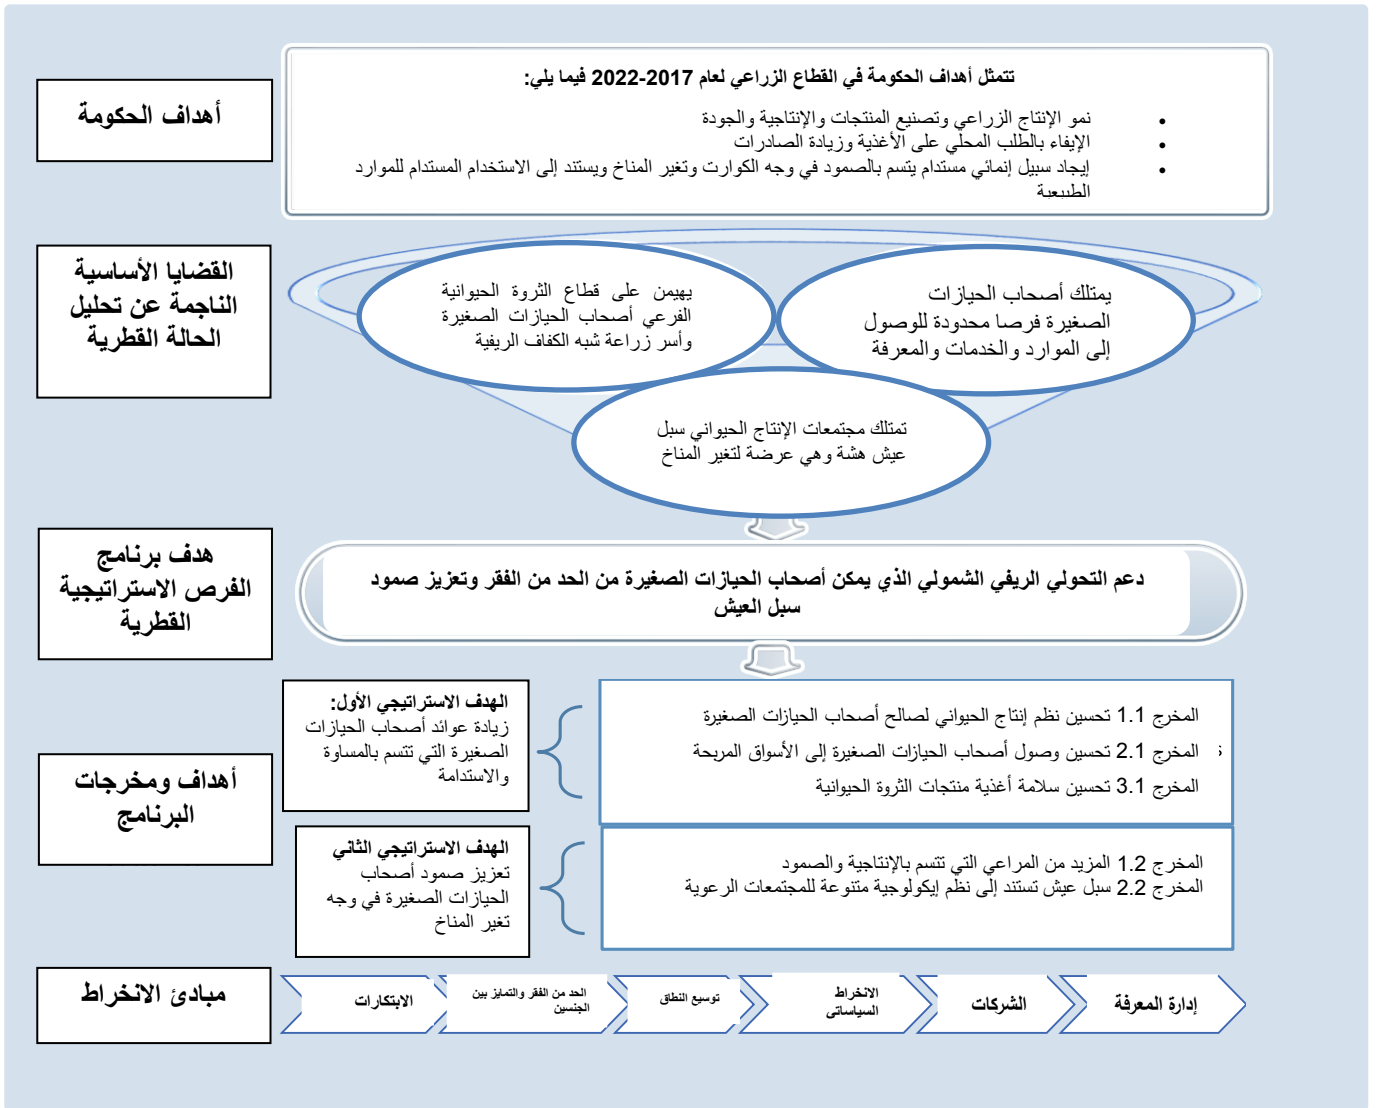 أهداف الحكومة
تتمثل أهداف الحكومة في القطاع الزراعي لعام 2017-2022 فيما يلي:
• نمو الإنتاج الزراعي وتصنيع المنتجات والإنتاجية والجودة
• الإيفاء بالطلب المحلي على الأغذية وزيادة الصادرات
• إيجاد سبيل إنمائي مستدام يتسم بالصمود في وجه الكوارت وتغير المناخ ويستند إلى الاستخدام المستدام للموارد
الطبيعية
القضايا الأساسية
الناجمة عن تحليل
الحالة القطرية
يمتلك أصحاب الحيازات
الصغيرة فرصا محدودة للوصول
إلى الموارد والخدمات والمعرفة
يهيمن على قطاع الثروة الحيوانية
الفرعي أصحاب الحيازات الصغيرة
وأسر زراعة شبه الكفاف الريفية
تمتلك مجتمعات الإنتاج الحيواني سبل
عيش هشة وهي عرضة لتغير المناخ
هدف برنامج
الفرص الاستراتيجية
القطرية
دعم التحولي الريفي الشمولي الذي يمكن أصحاب الحيازات الصغيرة من الحد من الفقر وتعزيز صمود
سبل العيش
أهداف ومخرجات
البرنامج
الهدف الاستراتيجي الأول:
زيادة عوائد أصحاب الحيازات
الصغيرة التي تتسم بالمساوة
والاستدامة
المخرج 1.1 تحسين نظم إنتاج الحيواني لصالح أصحاب الحيازات الصغيرة
المخرج 2.1 تحسين وصول أصحاب الحيازات الصغيرة إلى الأسواق المربحة
المخرج 3.1 تحسين سلامة أغذية منتجات الثروة الحيوانية
الهدف الاستراتيجي الثاني
تعزيز صمود أصحاب
الحيازات الصغيرة في وجه
تغير المناخ
المخرج 1.2 المزيد من المراعي التي تتسم بالإنتاجية والصمود
المخرج 2.2 سبل عيش تستند إلى نظم إيكولوجية متنوعة للمجتمعات الرعوية
مبادئ الانخراط
إدارة المعرفة
الشركات
الانخراط
السياساتى
توسيع النطاق
الحد من الفقر والتمايز بين
الجنسين
الابتكارات